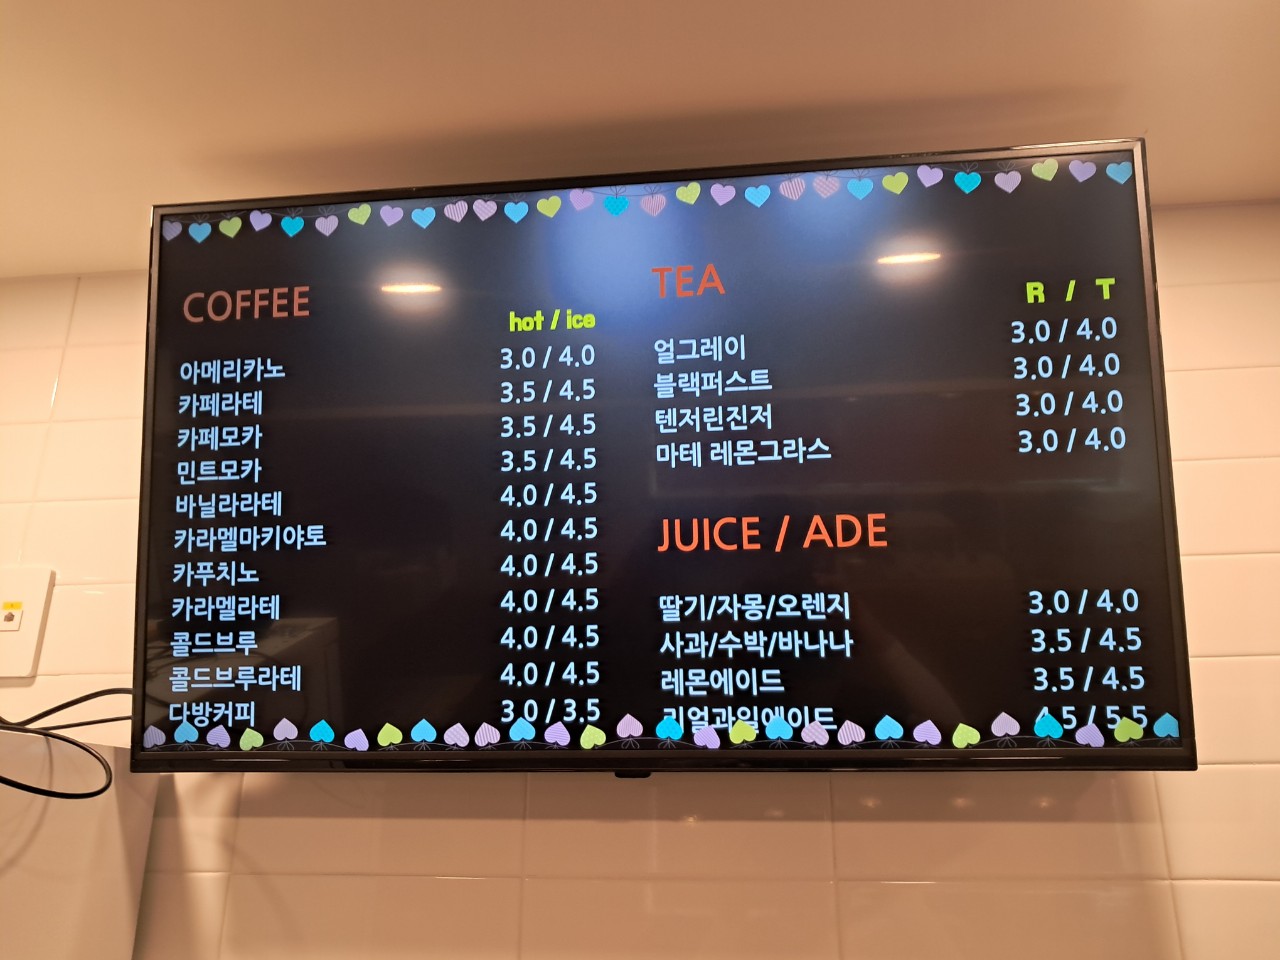 COFFEE
hot / ice
아메리카노 3.0 / 4.0
카페라테 3.5 / 4.5
카페모카 3.5 / 4.5
민트모카 3.5 / 4.5
바닐라라테 4.0 / 4.5
카라멜마키야토 4.0 / 4.5
카푸치노 4.0 / 4.5
카라멜라테 4.0 / 4.5
콜드브루 4.0 / 4.5
콜드브루라테 4.0 / 4.5
다방커피 3.0 / 3.5
TEA
R / T
얼그레이 3.0 / 4.0
블랙퍼스트 3.0 / 4.0
텐저린진저 3.0 / 4.0
마테 레몬그라스 3.0 / 4.0
JUICE / ADE
딸기/자몽/오렌지 3.0 / 4.0
사과/수박/바나나 3.5 / 4.5
레몬에이드 3.5 / 4.5
리얼과일에이드 4.5 / 5.5